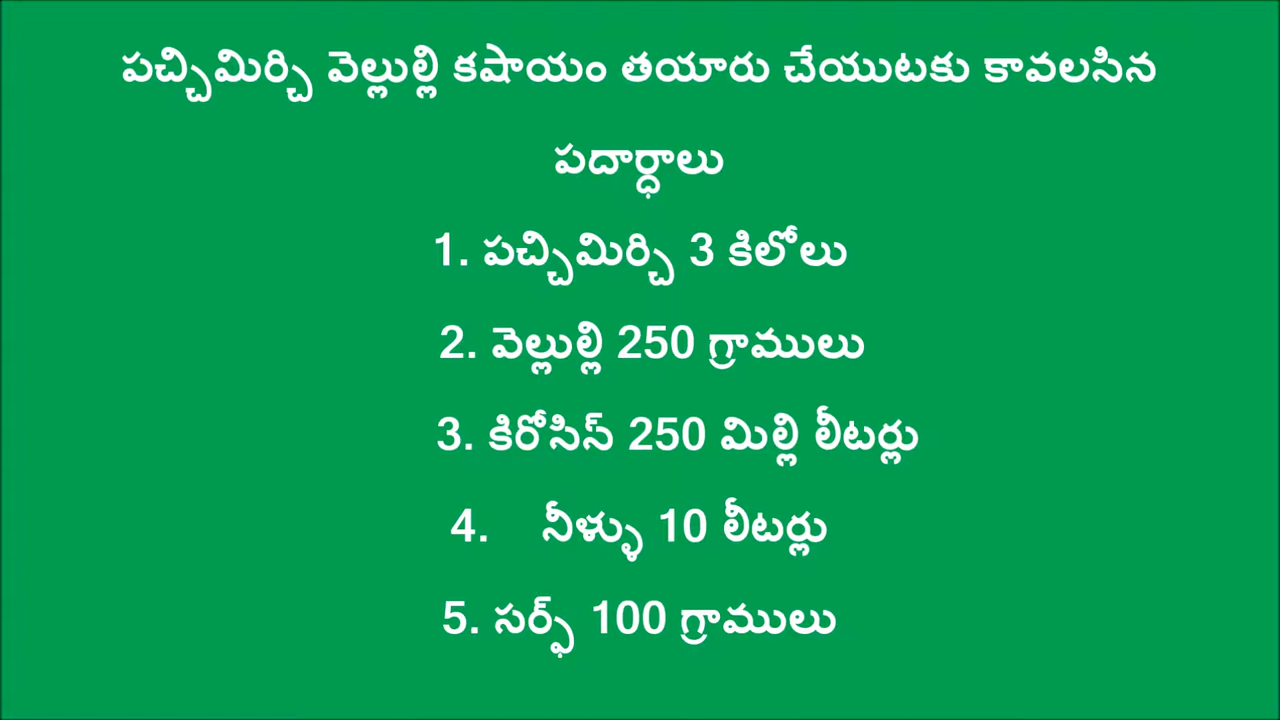 పచ్చిమిర్చి వెల్లుల్లి కషాయం తయారు చేయుటకు కావలసిన
పదార్ధాలు
1. పచ్చిమిర్చి 3 కిలోలు
2. వెల్లుల్లి 250 గ్రాములు
3. కిరోసిన్ 250 మిల్లి లీటర్లు
4. నీళ్ళు 10 లీటర్లు
5. సర్ఫ్ 100 గ్రాములు